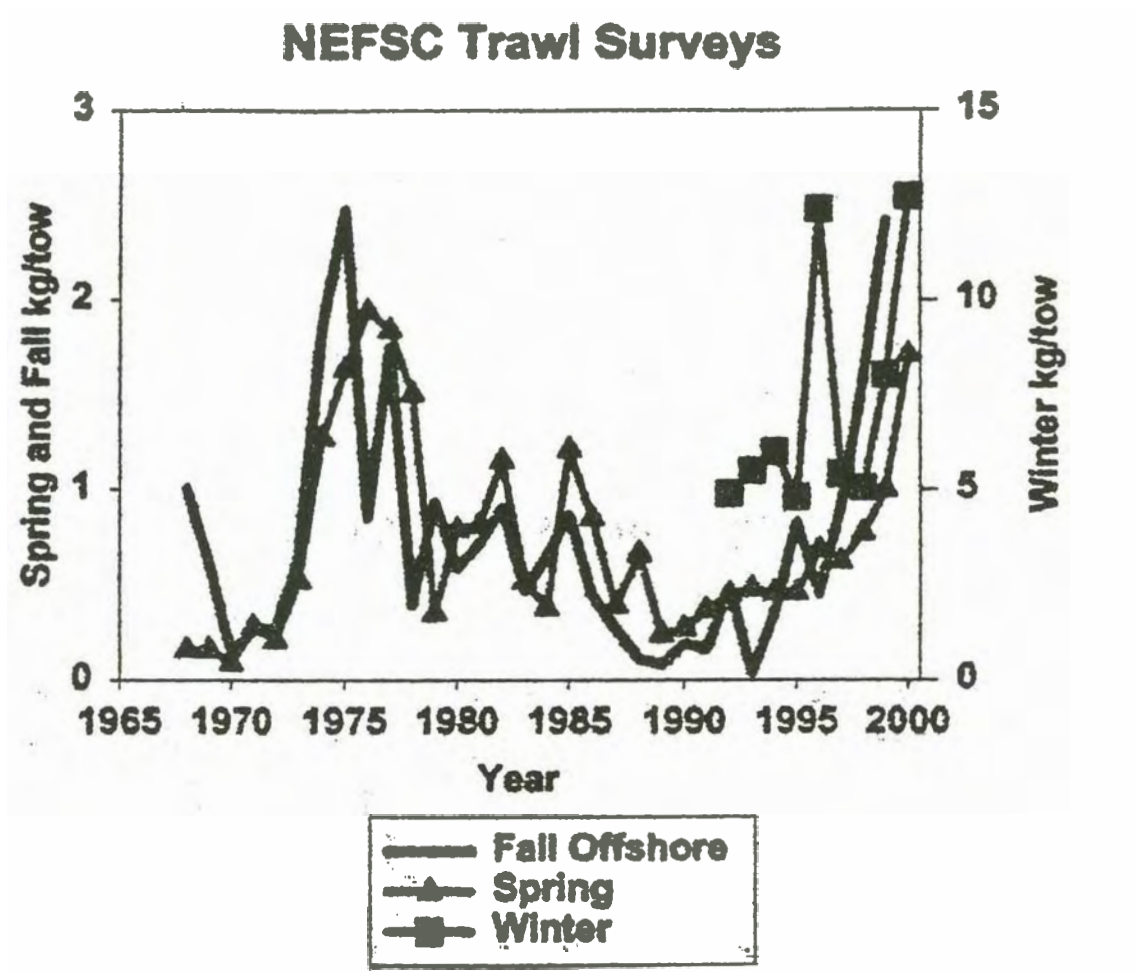 NEFSC Trawl Surveys
3
2
1
0
Spring and Fall kg/tow
15
10
5
0
Winter kg/tow
1965 1970 1975 1980 1985 1990 1995 2000
Year
Fall Offshore
Spring
Winter